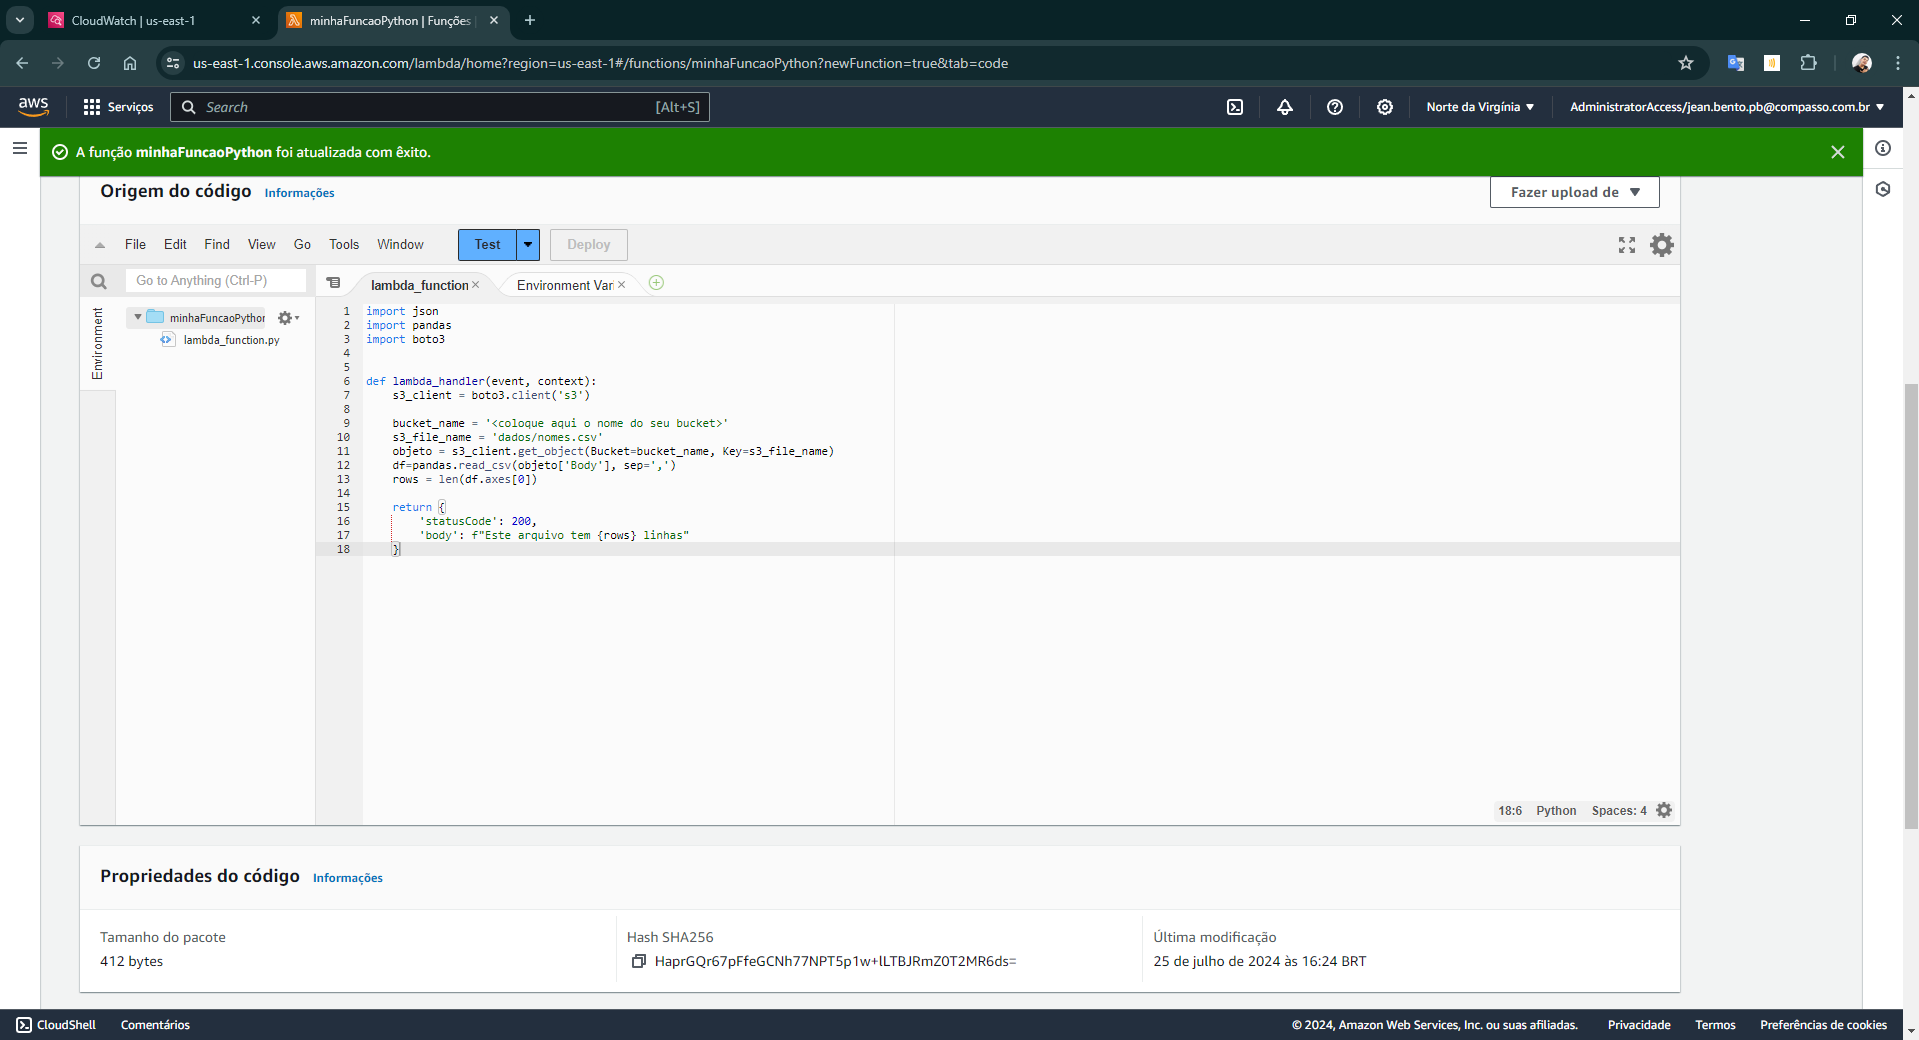 CloudWatch | us-east-1
minhaFuncaoPython | Funções
us-east-1.console.aws.amazon.com/lambda/home?region=us-east-1#/functions/minhaFuncaoPython?newFunction=true&tab=code
aws
Serviços
Search
[Alt+S]
Norte da Virgínia
AdministratorAccess/jean.bento.pb@compasso.com.br
A função minhaFuncaoPython foi atualizada com êxito.
Origem do código Informações
Fazer upload de
File Edit Find View Go Tools Window
Test
Deploy
Go to Anything (Ctrl-P)
lambda_function
Environment Vari
Environment
minhaFuncaoPython
lambda_function.py
1 import json
2 import pandas
3 import boto3
4
5
6 def lambda_handler(event, context):
7 s3_client = boto3.client('s3')
8
9 bucket_name = '<coloque aqui o nome do seu bucket>'
10 s3_file_name = 'dados/nomes.csv'
11 objeto = s3_client.get_object(Bucket=bucket_name, Key=s3_file_name)
12 df=pandas.read_csv(objeto['Body'], sep=',')
13 rows = len(df.axes[0])
14
15 return {
16 'statusCode': 200,
17 'body': f"Este arquivo tem {rows} linhas"
18 }
18:6 Python Spaces: 4
Propriedades do código Informações
Tamanho do pacote
412 bytes
Hash SHA256
HaprGQr67pFfeGCNh77NPT5p1w+lLTBJRmZ0T2MR6ds=
Última modificação
25 de julho de 2024 às 16:24 BRT
CloudShell Comentários
© 2024, Amazon Web Services, Inc. ou suas afiliadas. Privacidade Termos Preferências de cookies